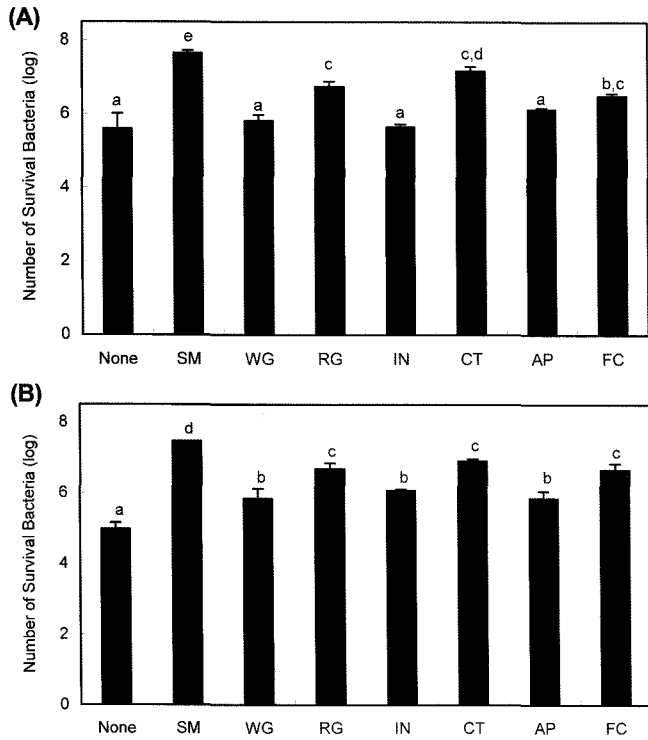 (A)
Number of Survival Bacteria (log)
8
6
4
2
0
a
e
a
c
a
c,d
a
b,c
None SM WG RG IN CT AP FC
(B)
Number of Survival Bacteria (log)
8
6
4
2
0
a
d
b
c
b
c
b
c
None SM WG RG IN CT AP FC